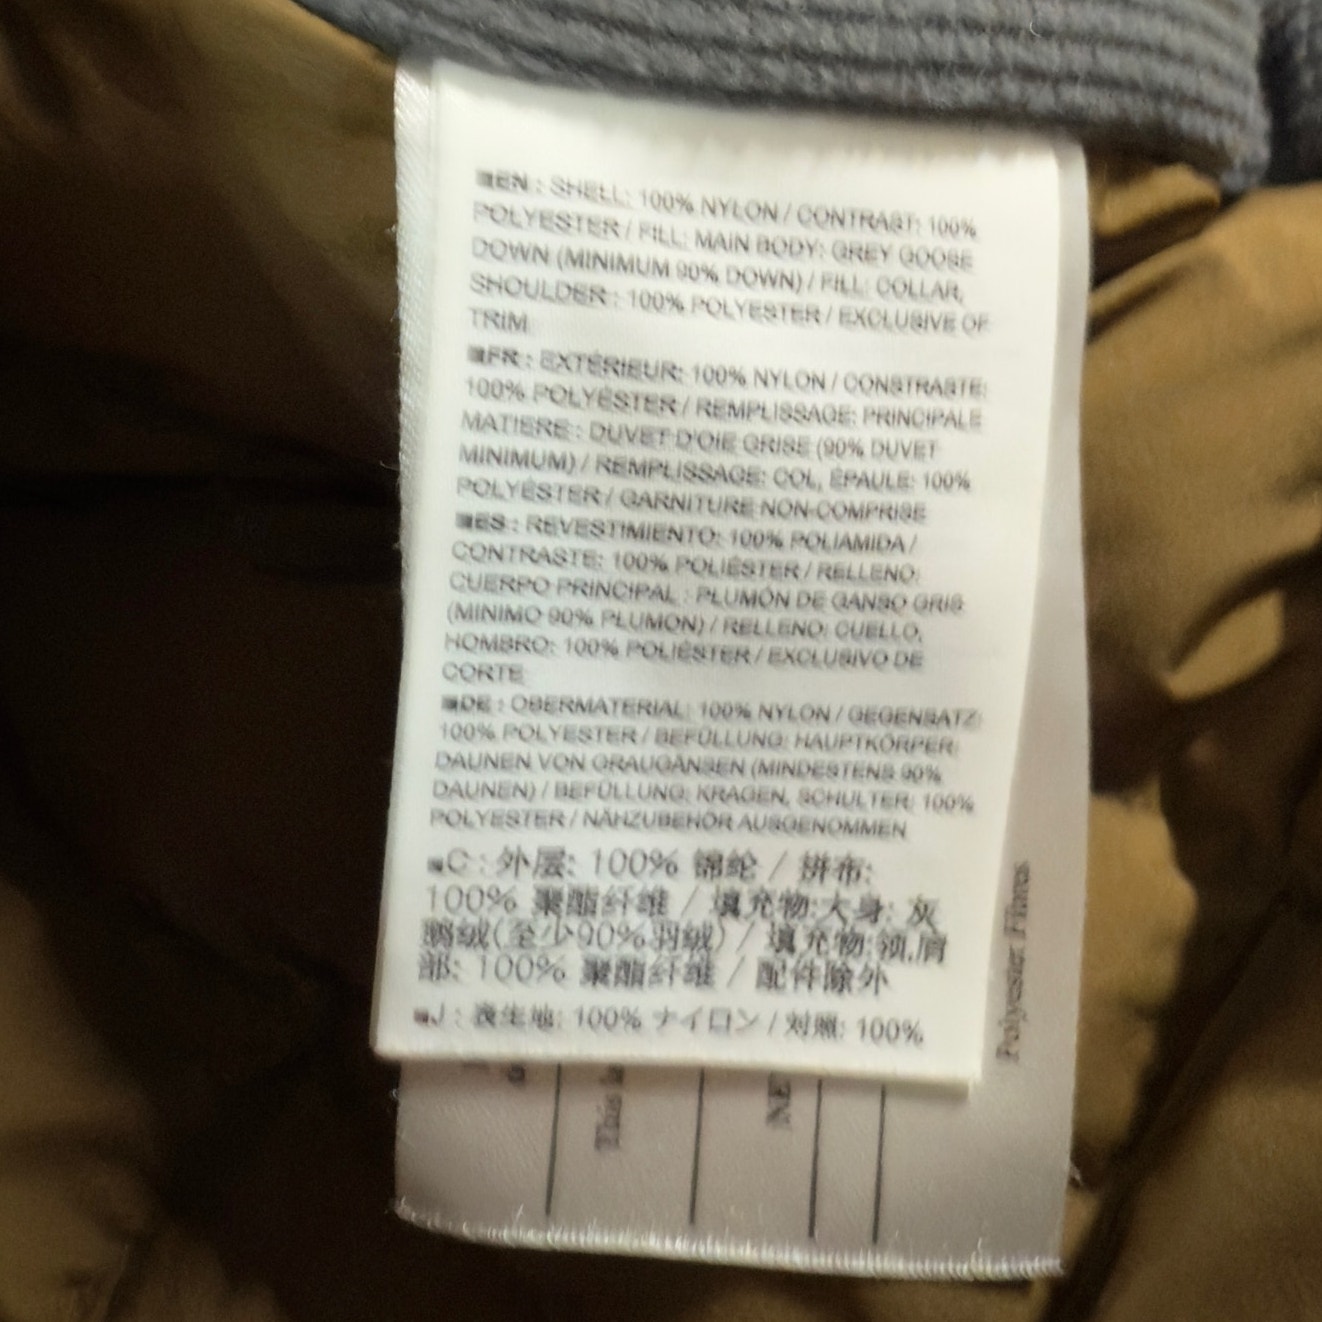 EN : SHELL: 100% NYLON / CONTRAST: 100%
POLYESTER / FILL: MAIN BODY: GREY GOOSE
DOWN (MINIMUM 90% DOWN) / FILL: COLLAR,
SHOULDER : 100% POLYESTER / EXCLUSIVE OF
TRIM
FR : EXTÉRIEUR: 100% NYLON / CONSTRASTE:
100% POLYÉSTER / REMPLISSAGE: PRINCIPALE
MATIERE : DUVET D'OIE GRISE (90% DUVET
MINIMUM) / REMPLISSAGE: COL, ÉPAULE: 100%
POLYÉSTER / GARNITURE NON-COMPRISE
ES : REVESTIMIENTO: 100% POLIAMIDA /
CONTRASTE: 100% POLIÉSTER / RELLENO:
CUERPO PRINCIPAL : PLUMÓN DE GANSO GRIS
(MINIMO 90% PLUMON) / RELLENO: CUELLO,
HOMBRO: 100% POLIÉSTER / EXCLUSIVO DE
CORTE
DE : OBERMATERIAL: 100% NYLON / GEGENSATZ:
100% POLYESTER / BEFÜLLUNG: HAUPTKÖRPER:
DAUNEN VON GRAUGÄNSEN (MINDESTENS 90%
DAUNEN) / BEFÜLLUNG: KRAGEN, SCHULTER: 100%
POLYESTER / NÄHZUBEHÖR AUSGENOMMEN
C : 外层: 100% 锦纶 / 拼布:
100% 聚酯纤维 / 填充物:大身: 灰
鹅绒(至少90%羽绒) / 填充物:领,肩
部: 100% 聚酯纤维 / 配件除外
J : 表生地: 100% ナイロン / 对照: 100%
Polyester Fibres
This